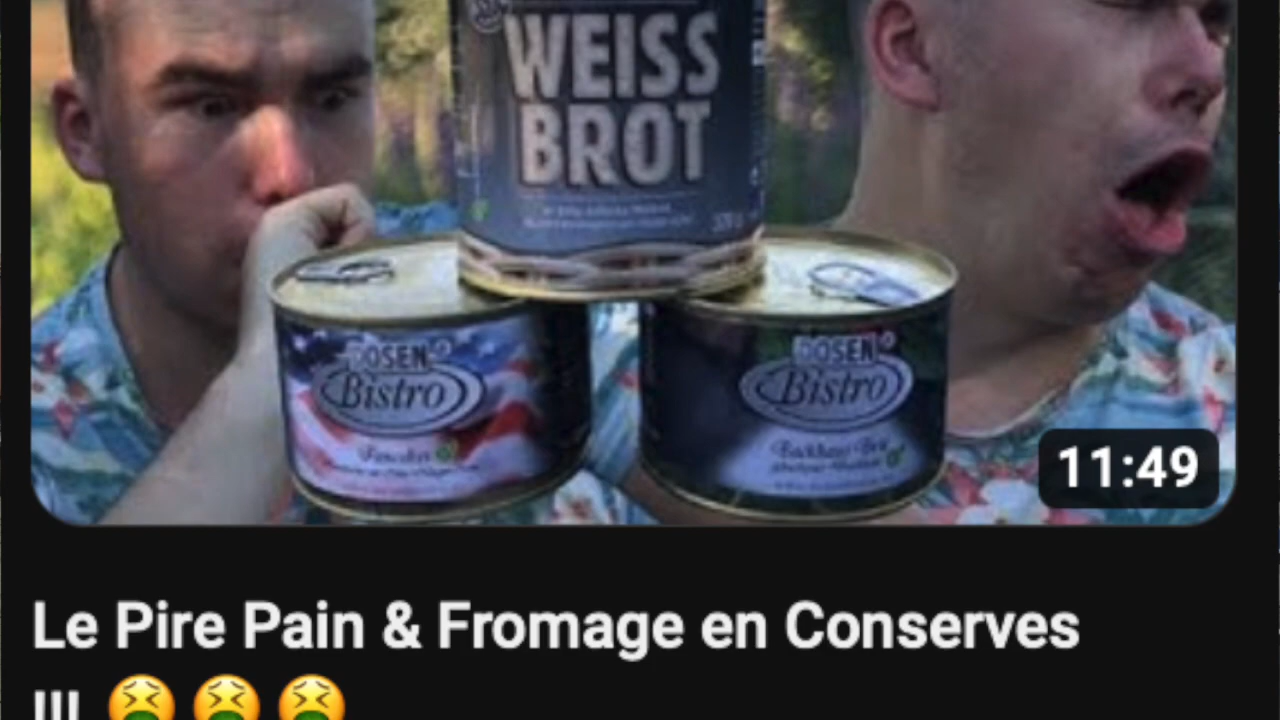 WEISS
BROT
DOSEN
Bistro
DOSEN
Bistro
11:49
Le Pire Pain & Fromage en Conserves
!!! 🤮🤮🤮